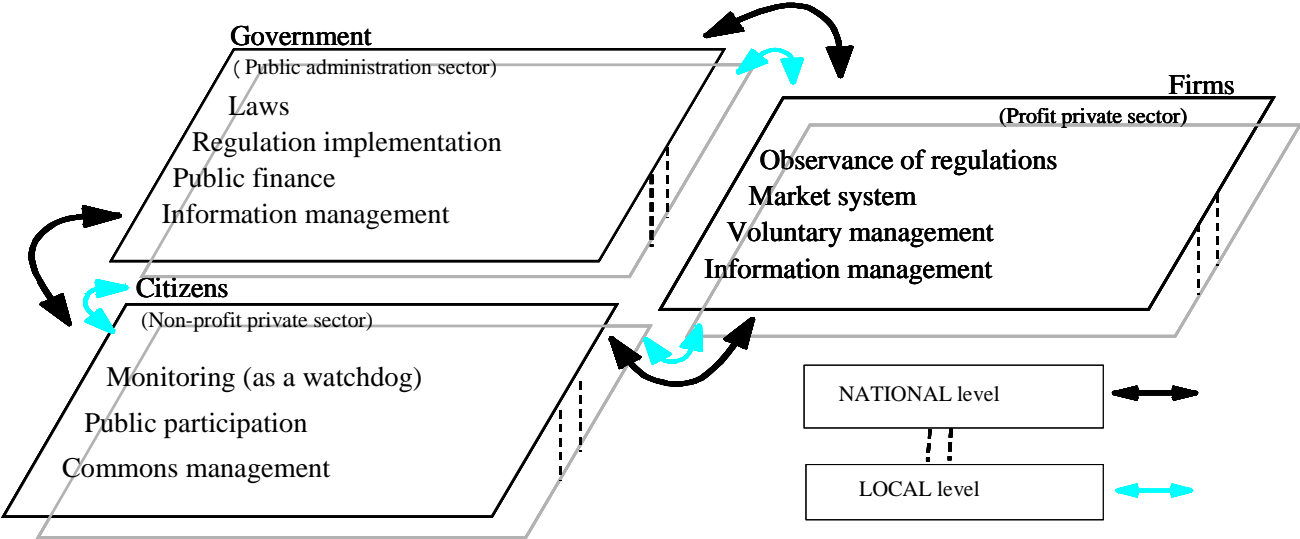 Government
( Public administration sector)
Laws
Regulation implementation
Public finance
Information management
Firms
(Profit private sector)
Observance of regulations
Market system
Voluntary management
Information management
Citizens
(Non-profit private sector)
Monitoring (as a watchdog)
Public participation
Commons management
NATIONAL level
LOCAL level